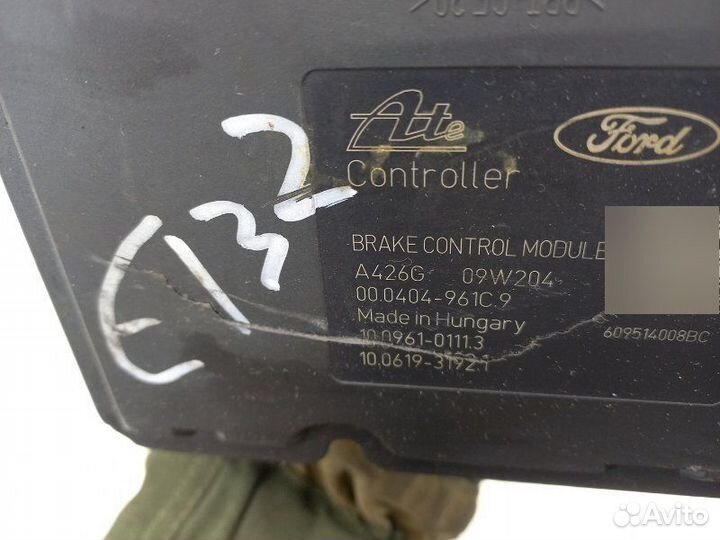 Ate
Ford
Controller
E132
BRAKE CONTROL MODULE
A426G 09W204
00.0404-961C.9
Made in Hungary
10.0961-0111.3
10.0619-3192.1
609514008BC
Avito